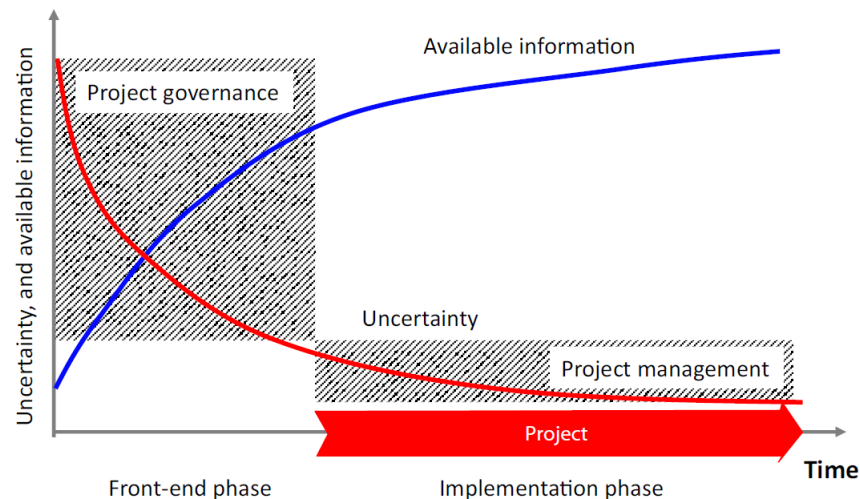 Uncertainty, and available information
Available information
Project governance
Uncertainty
Project management
Project
Time
Front-end phase
Implementation phase